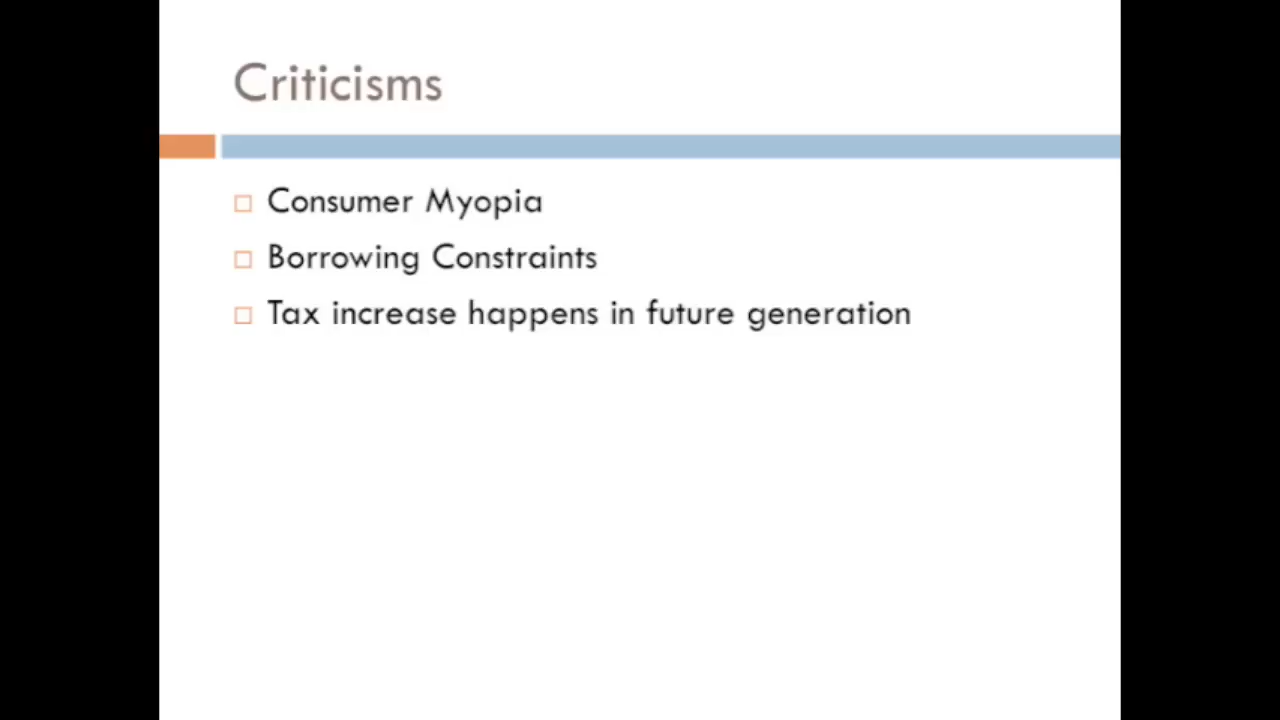 Criticisms
Consumer Myopia
Borrowing Constraints
Tax increase happens in future generation